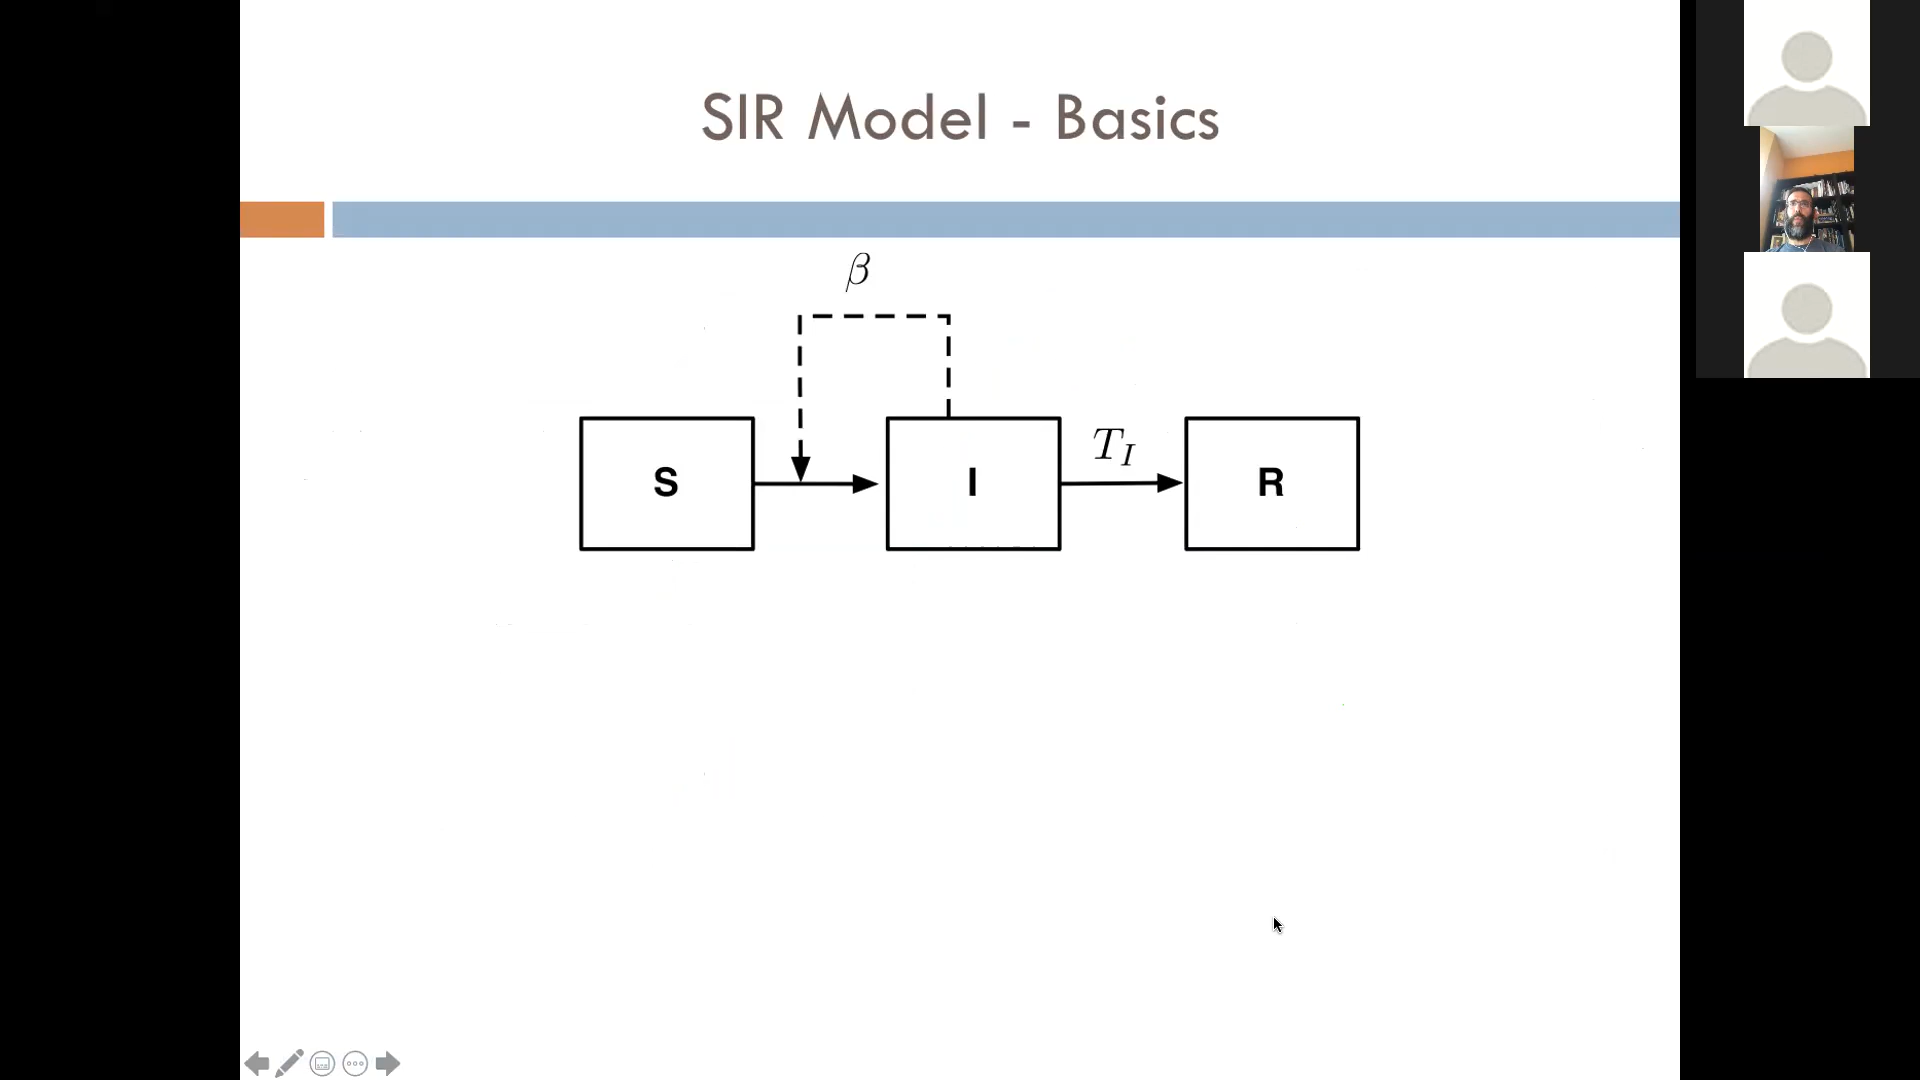 SIR Model - Basics
β
S
I
T_I
R